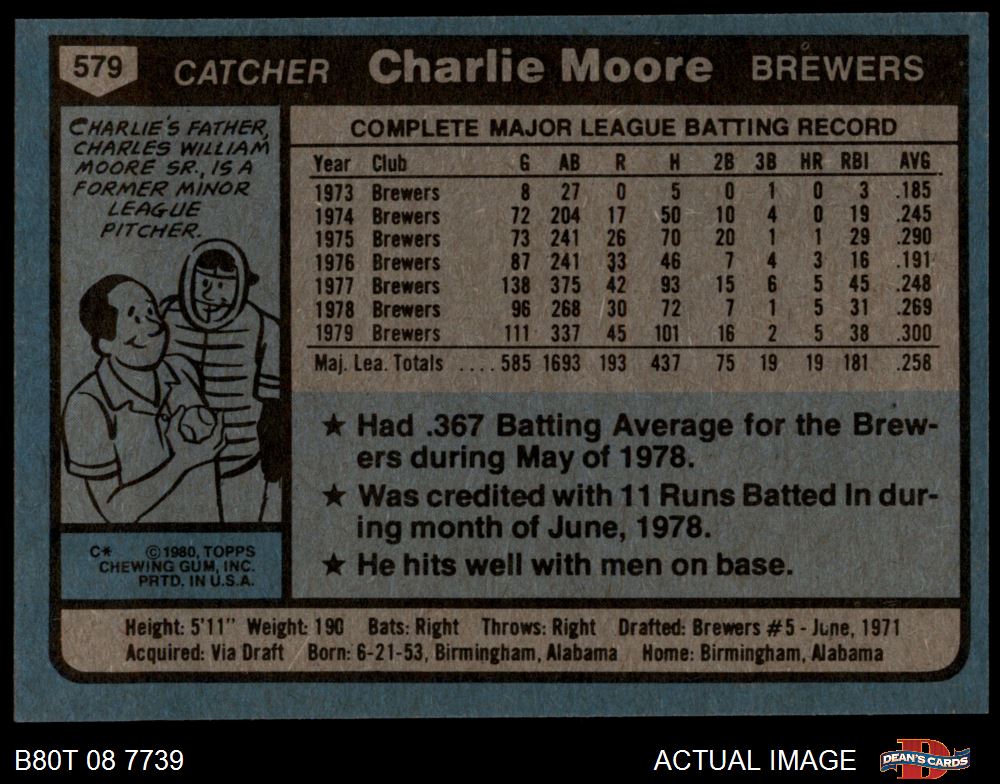 579 CATCHER Charlie Moore BREWERS
CHARLIE'S FATHER,
CHARLES WILLIAM
MOORE SR., IS A
FORMER MINOR
LEAGUE
PITCHER.
C* ©1980, TOPPS
CHEWING GUM, INC.
PRTD. IN U.S.A.
COMPLETE MAJOR LEAGUE BATTING RECORD
Year Club G AB R H 2B 3B HR RBI AVG
1973 Brewers 8 27 0 5 0 1 0 3 .185
1974 Brewers 72 204 17 50 10 4 0 19 .245
1975 Brewers 73 241 26 70 20 1 1 29 .290
1976 Brewers 87 241 33 46 7 4 3 16 .191
1977 Brewers 138 375 42 93 15 6 5 45 .248
1978 Brewers 96 268 30 72 7 1 5 31 .269
1979 Brewers 111 337 45 101 16 2 5 38 .300
Maj. Lea. Totals .... 585 1693 193 437 75 19 19 181 .258
★ Had .367 Batting Average for the Brew-
ers during May of 1978.
★ Was credited with 11 Runs Batted In dur-
ing month of June, 1978.
★ He hits well with men on base.
Height: 5'11" Weight: 190 Bats: Right Throws: Right Drafted: Brewers #5 - June, 1971
Acquired: Via Draft Born: 6-21-53, Birmingham, Alabama Home: Birmingham, Alabama
B80T 08 7739 ACTUAL IMAGE D DEAN'S CARDS